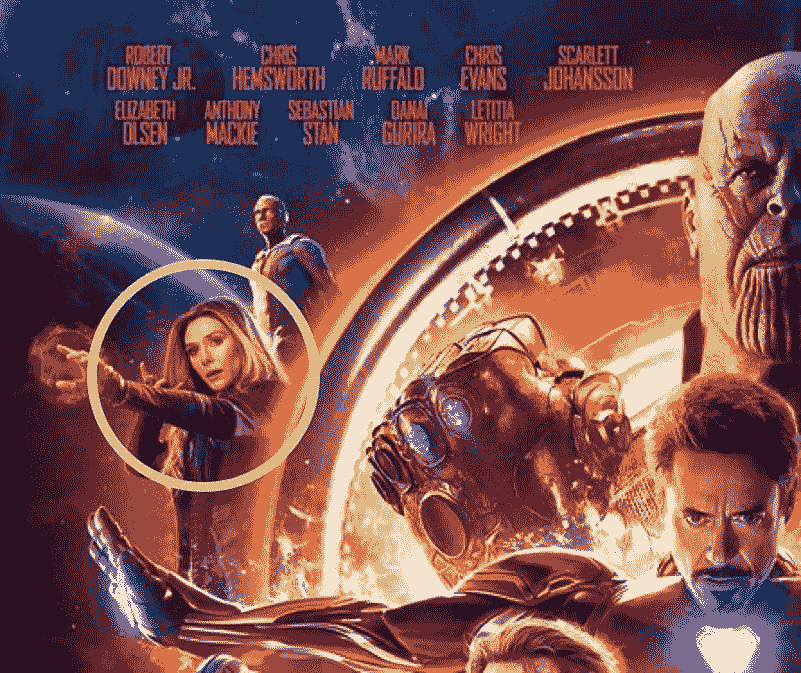 ROBERT CHRIS MARK CHRIS SCARLETT
DOWNEY JR. HEMSWORTH RUFFALO EVANS JOHANSSON
ELIZABETH ANTHONY SEBASTIAN DANAI LETITIA
OLSEN MACKIE STAN GURIRA WRIGHT